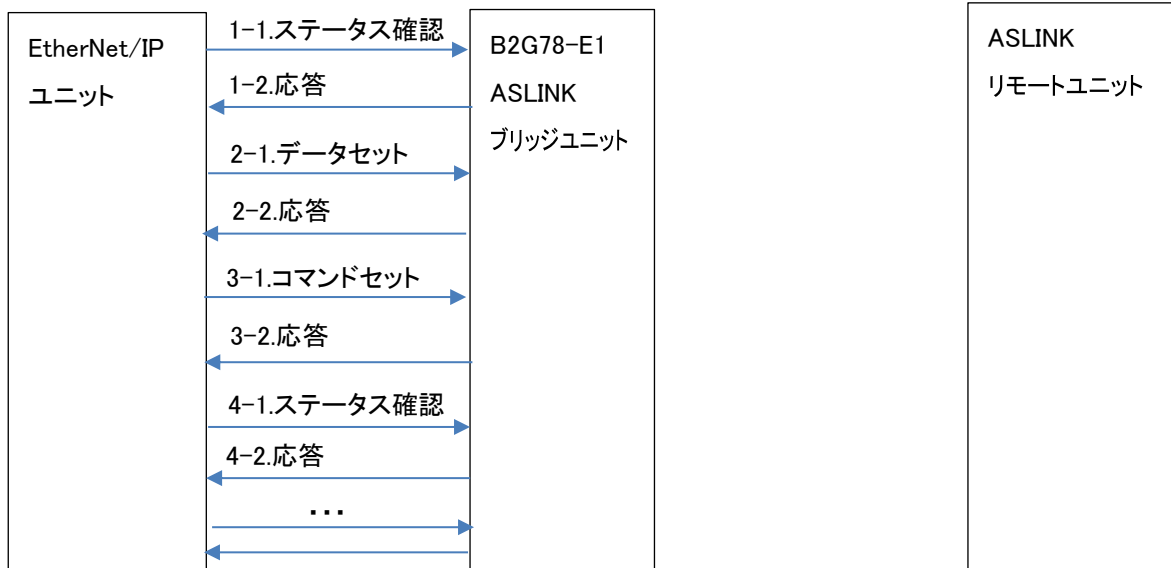 EtherNet/IP
ユニット
1-1.ステータス確認
1-2.応答
2-1.データセット
2-2.応答
3-1.コマンドセット
3-2.応答
4-1.ステータス確認
4-2.応答
・・・
B2G78-E1
ASLINK
ブリッジユニット
ASLINK
リモートユニット